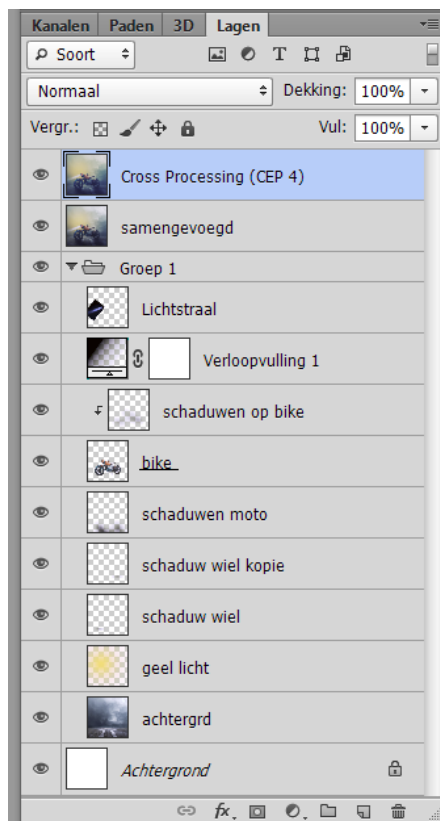 Kanalen Paden 3D Lagen
Soort
Normaal Dekking: 100%
Vergr.: Vul: 100%
Cross Processing (CEP 4)
samengevoegd
Groep 1
Lichtstraal
Verloopvulling 1
schaduwen op bike
bike
schaduwen moto
schaduw wiel kopie
schaduw wiel
geel licht
achtergrd
Achtergrond
fx